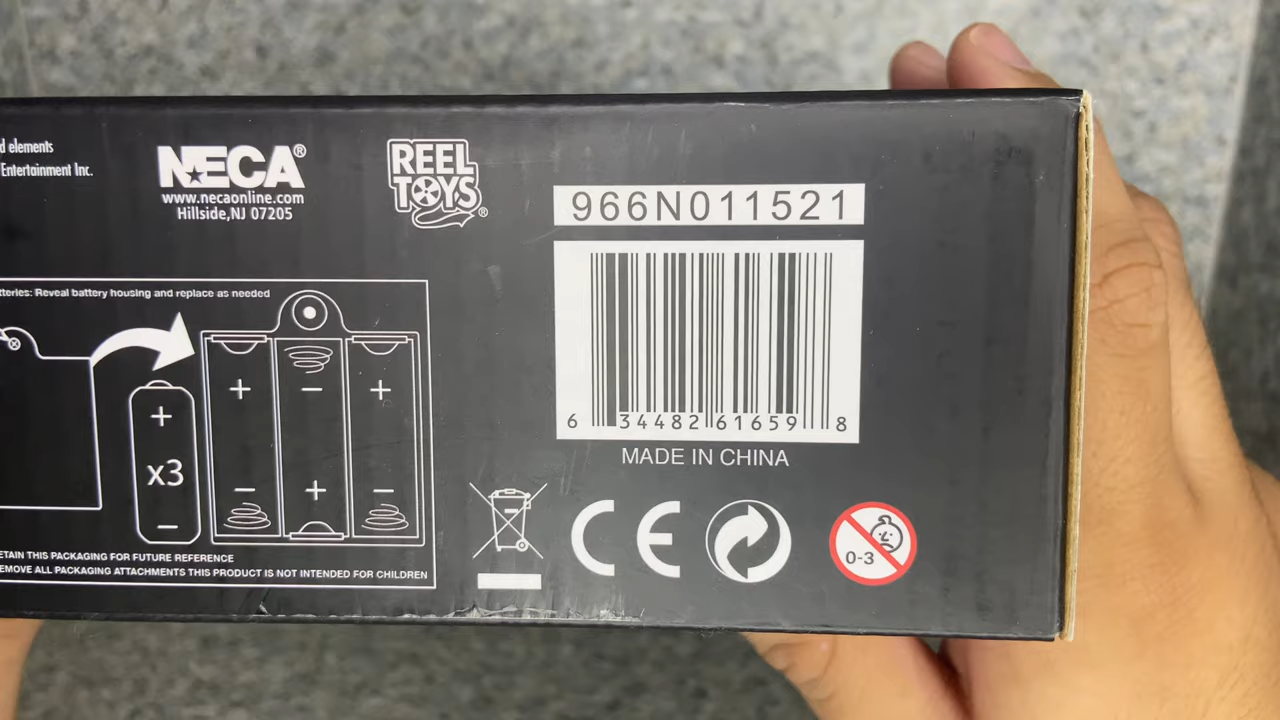 d elements
Entertainment Inc.
NECA®
www.necaonline.com
Hillside,NJ 07205
REEL
TOYS®
966N011521
6 34482 61659 8
MADE IN CHINA
tteries: Reveal battery housing and replace as needed
+ − +
+
x3
−
− + −
ETAIN THIS PACKAGING FOR FUTURE REFERENCE
EMOVE ALL PACKAGING ATTACHMENTS THIS PRODUCT IS NOT INTENDED FOR CHILDREN
CE
0-3